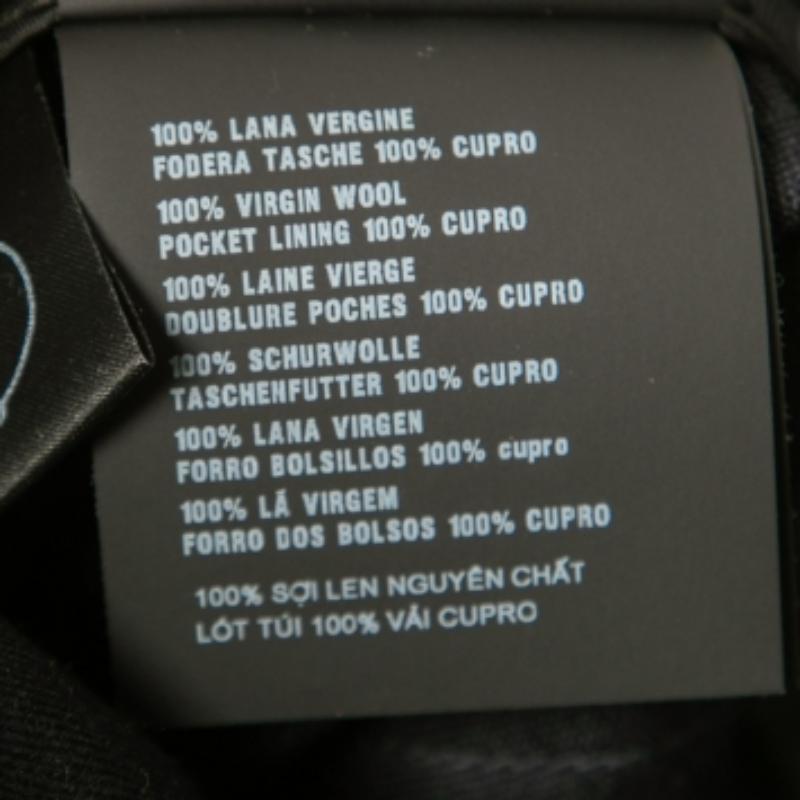 100% LANA VERGINE
FODERA TASCHE 100% CUPRO
100% VIRGIN WOOL
POCKET LINING 100% CUPRO
100% LAINE VIERGE
DOUBLURE POCHES 100% CUPRO
100% SCHURWOLLE
TASCHENFUTTER 100% CUPRO
100% LANA VIRGEN
FORRO BOLSILLOS 100% cupro
100% LÃ VIRGEM
FORRO DOS BOLSOS 100% CUPRO
100% SỢI LEN NGUYÊN CHẤT
LÓT TÚI 100% VẢI CUPRO